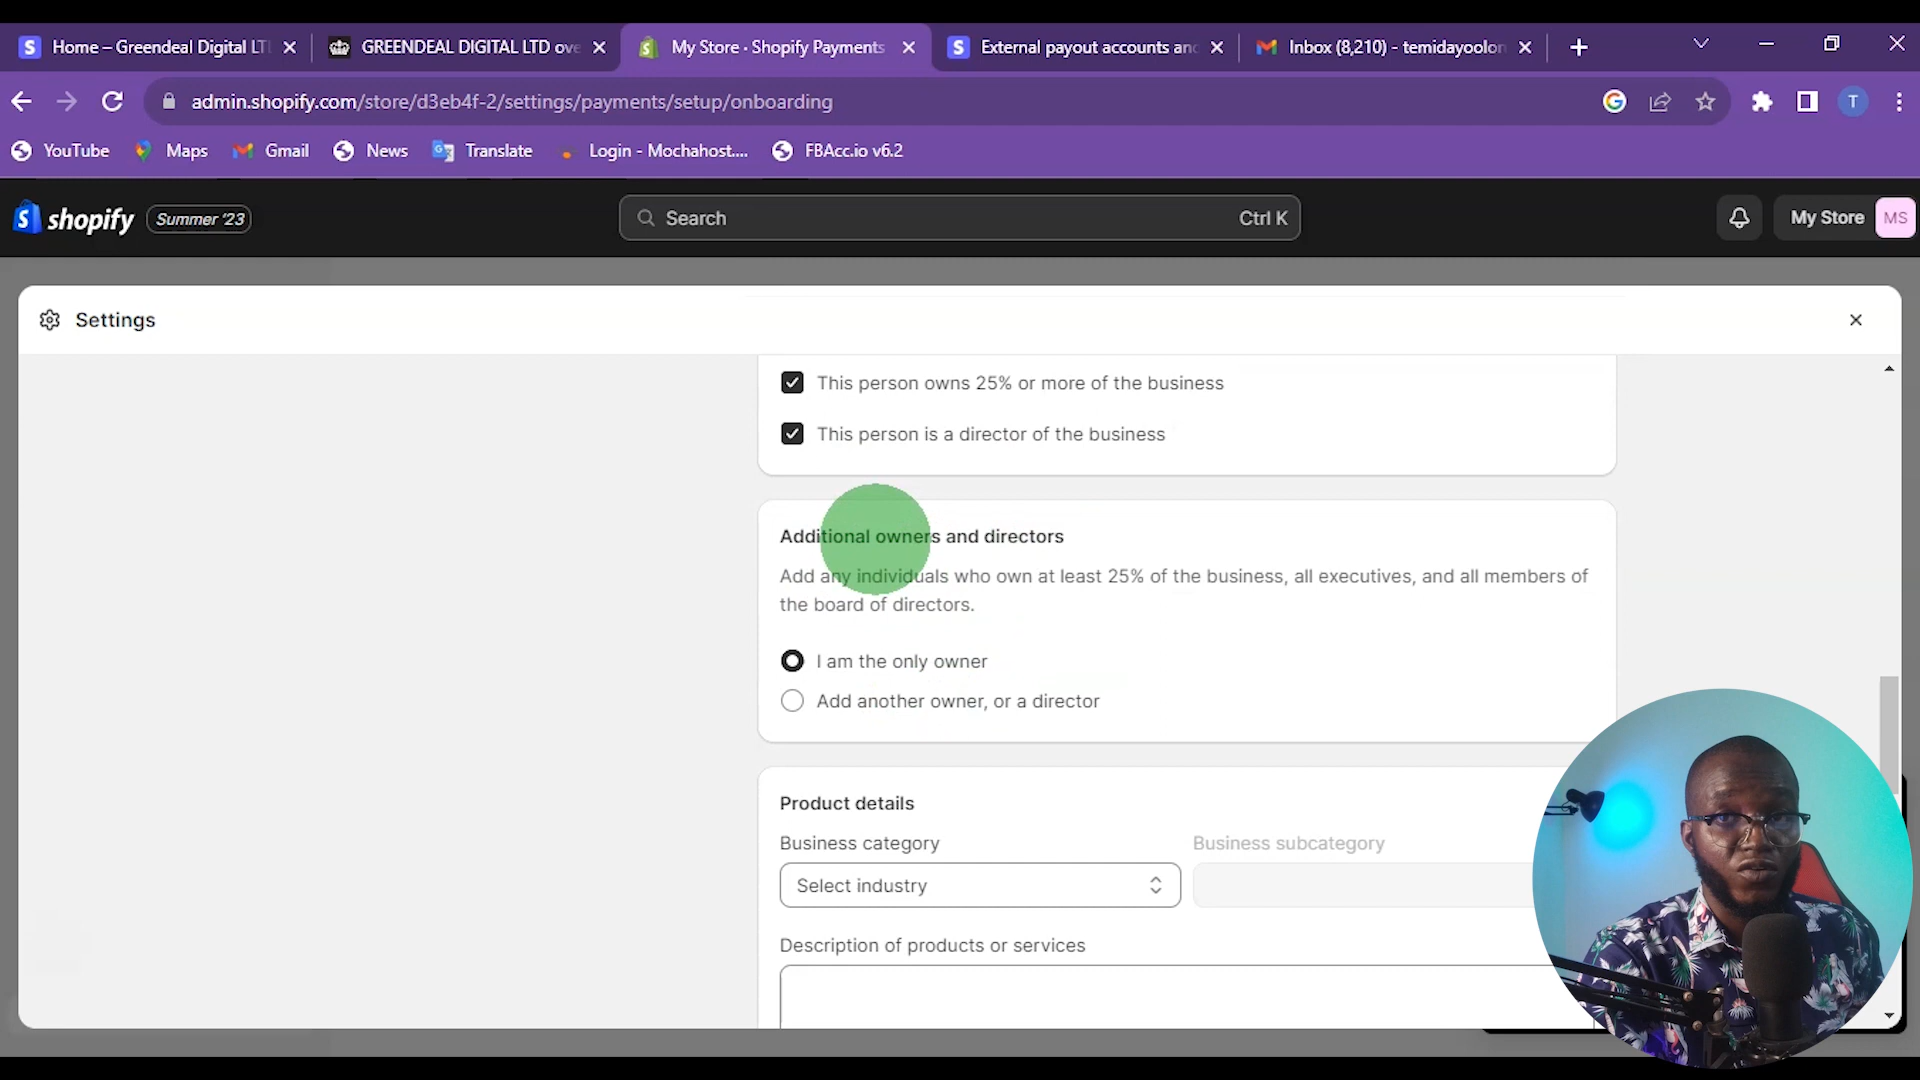 Home – Greendeal Digital LT
GREENDEAL DIGITAL LTD ove
My Store · Shopify Payments
External payout accounts and
Inbox (8,210) - temidayoolor
admin.shopify.com/store/d3eb4f-2/settings/payments/setup/onboarding
T
YouTube
Maps
Gmail
News
Translate
Login - Mochahost....
FBAcc.io v6.2
shopify
Summer '23
Search
Ctrl K
My Store
MS
Settings
This person owns 25% or more of the business
This person is a director of the business
Additional owners and directors
Add any individuals who own at least 25% of the business, all executives, and all members of
the board of directors.
I am the only owner
Add another owner, or a director
Product details
Business category
Business subcategory
Select industry
Description of products or services